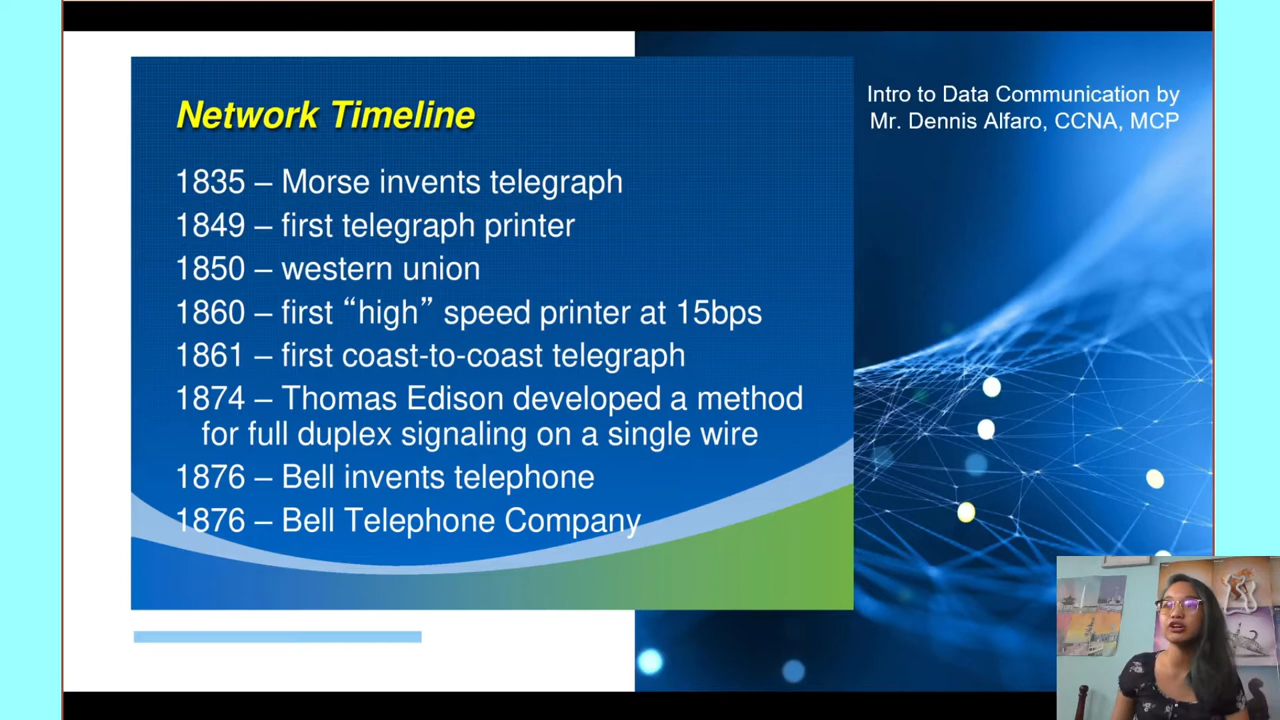 Network Timeline
Intro to Data Communication by
Mr. Dennis Alfaro, CCNA, MCP
1835 – Morse invents telegraph
1849 – first telegraph printer
1850 – western union
1860 – first “high” speed printer at 15bps
1861 – first coast-to-coast telegraph
1874 – Thomas Edison developed a method
for full duplex signaling on a single wire
1876 – Bell invents telephone
1876 – Bell Telephone Company